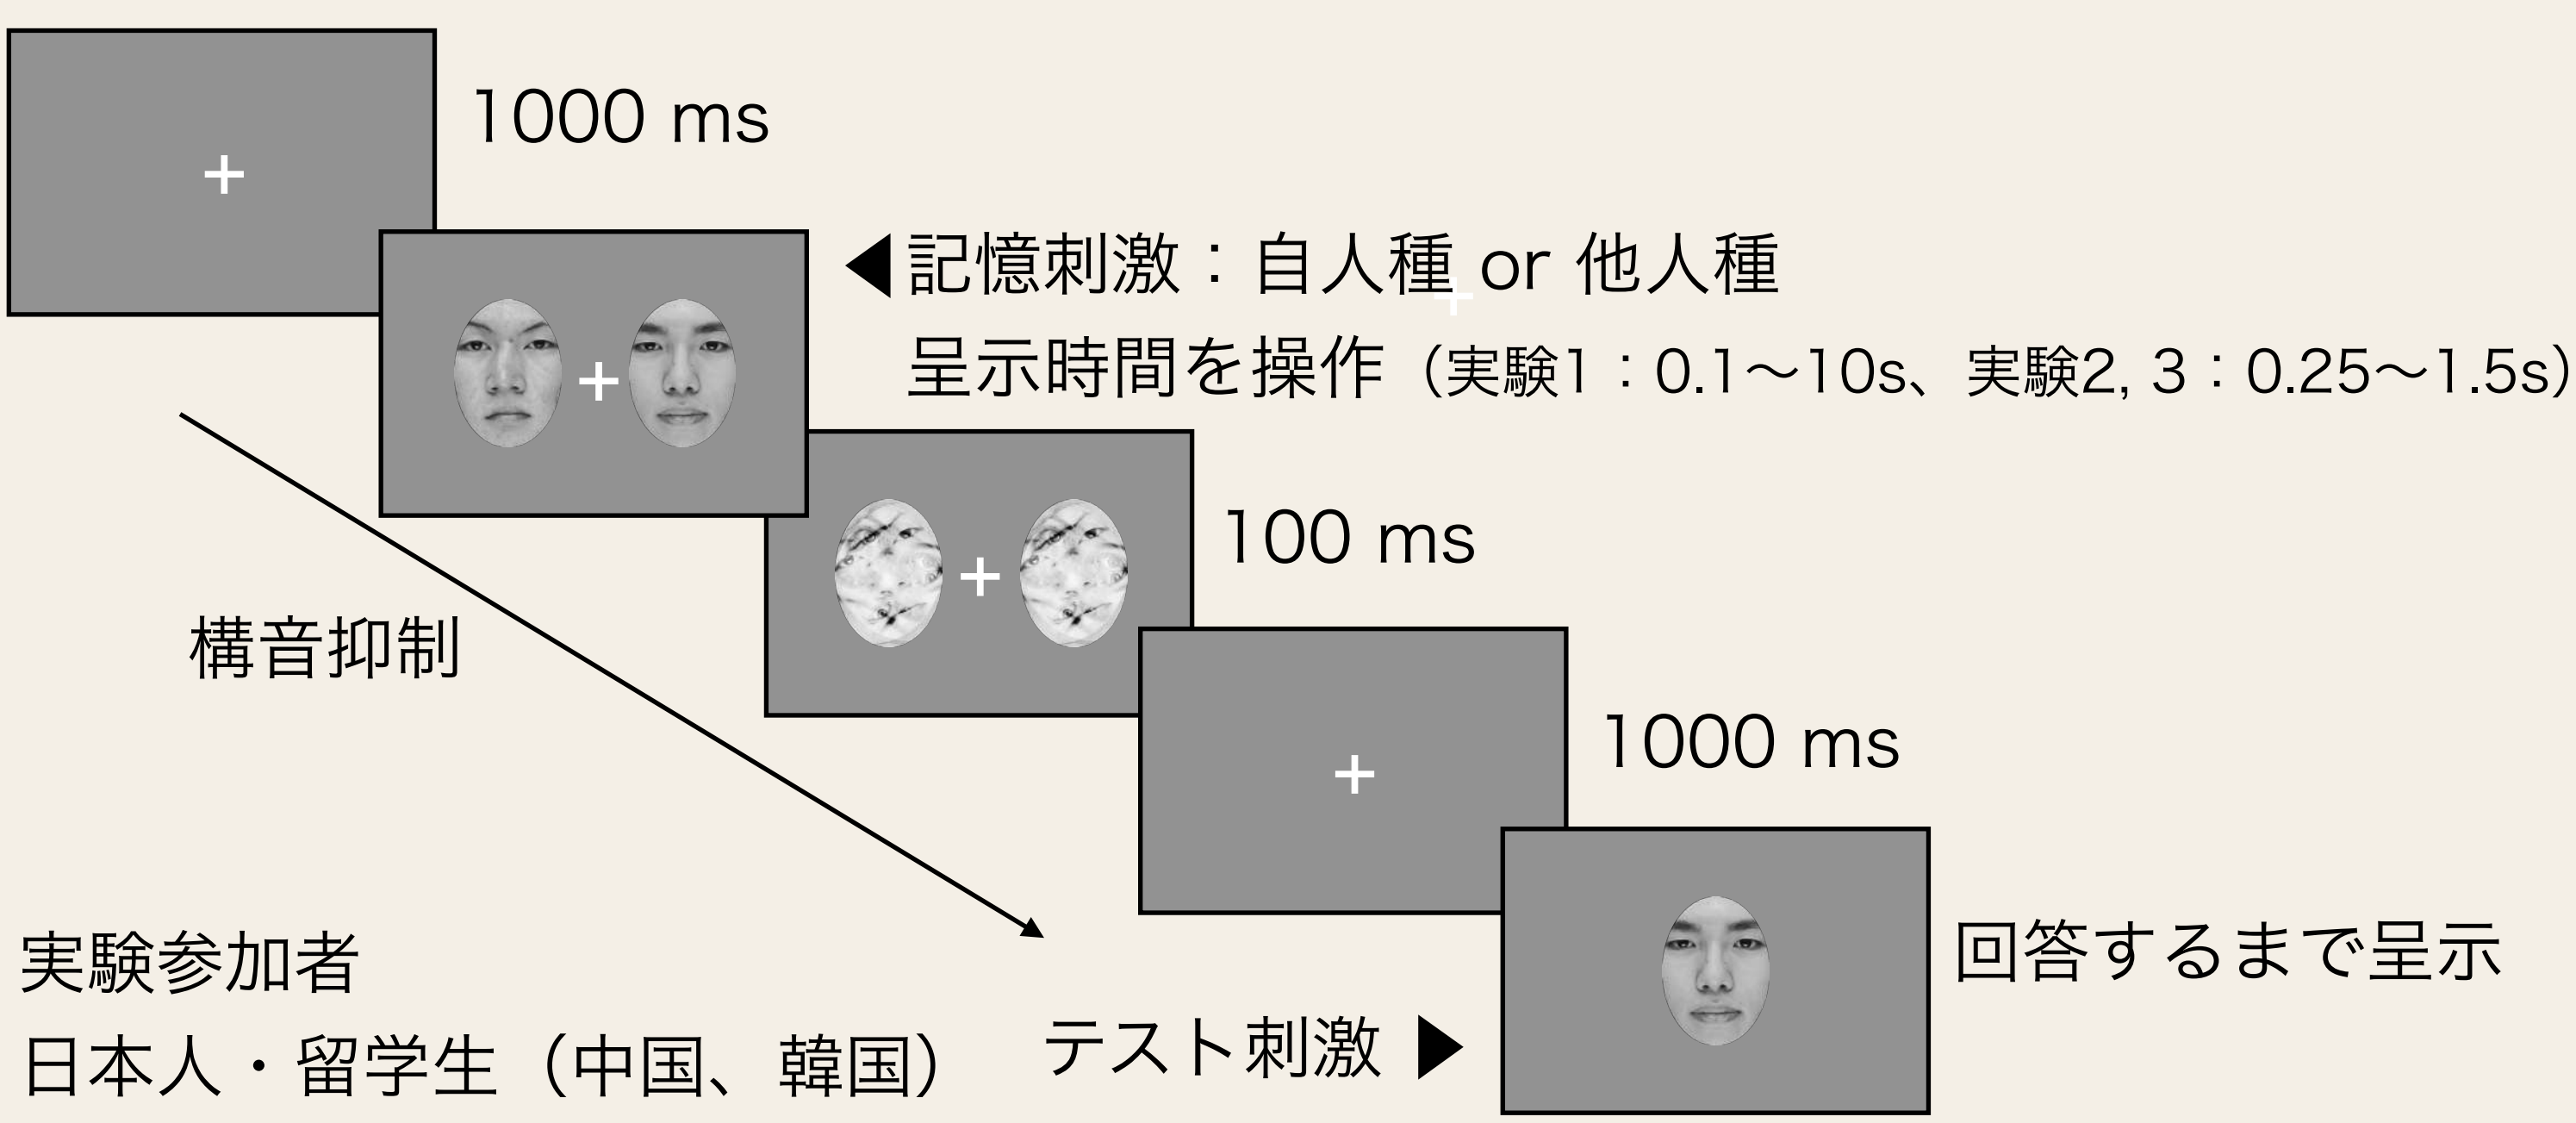 1000 ms
記憶刺激：自人種 or 他人種
呈示時間を操作（実験1：0.1〜10s、実験2, 3：0.25〜1.5s）
100 ms
構音抑制
1000 ms
実験参加者
回答するまで呈示
日本人・留学生（中国、韓国）
テスト刺激